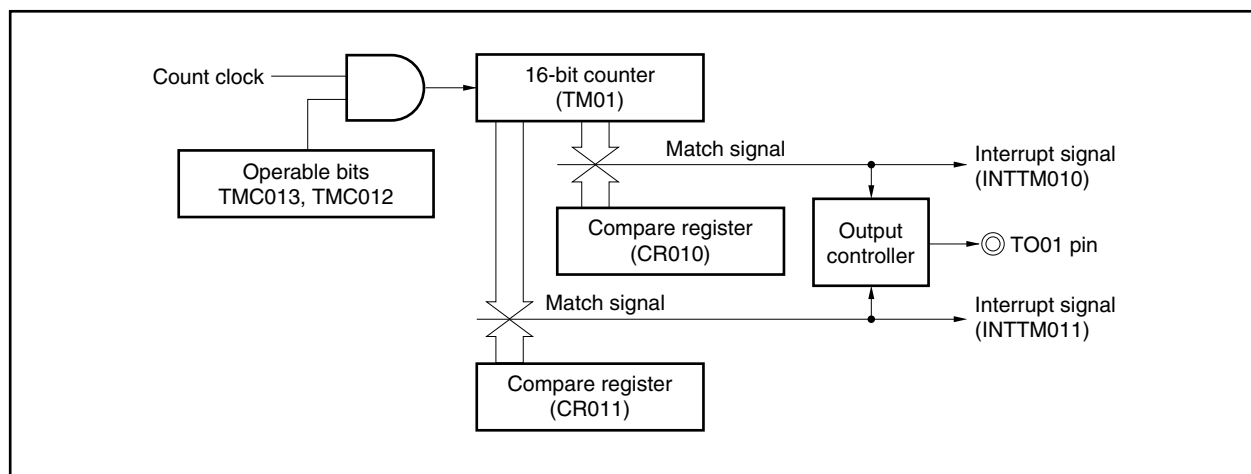 Count clock
16-bit counter
(TM01)
Operable bits
TMC013, TMC012
Match signal
Interrupt signal
(INTTM010)
Compare register
(CR010)
Output
controller
TO01 pin
Match signal
Interrupt signal
(INTTM011)
Compare register
(CR011)